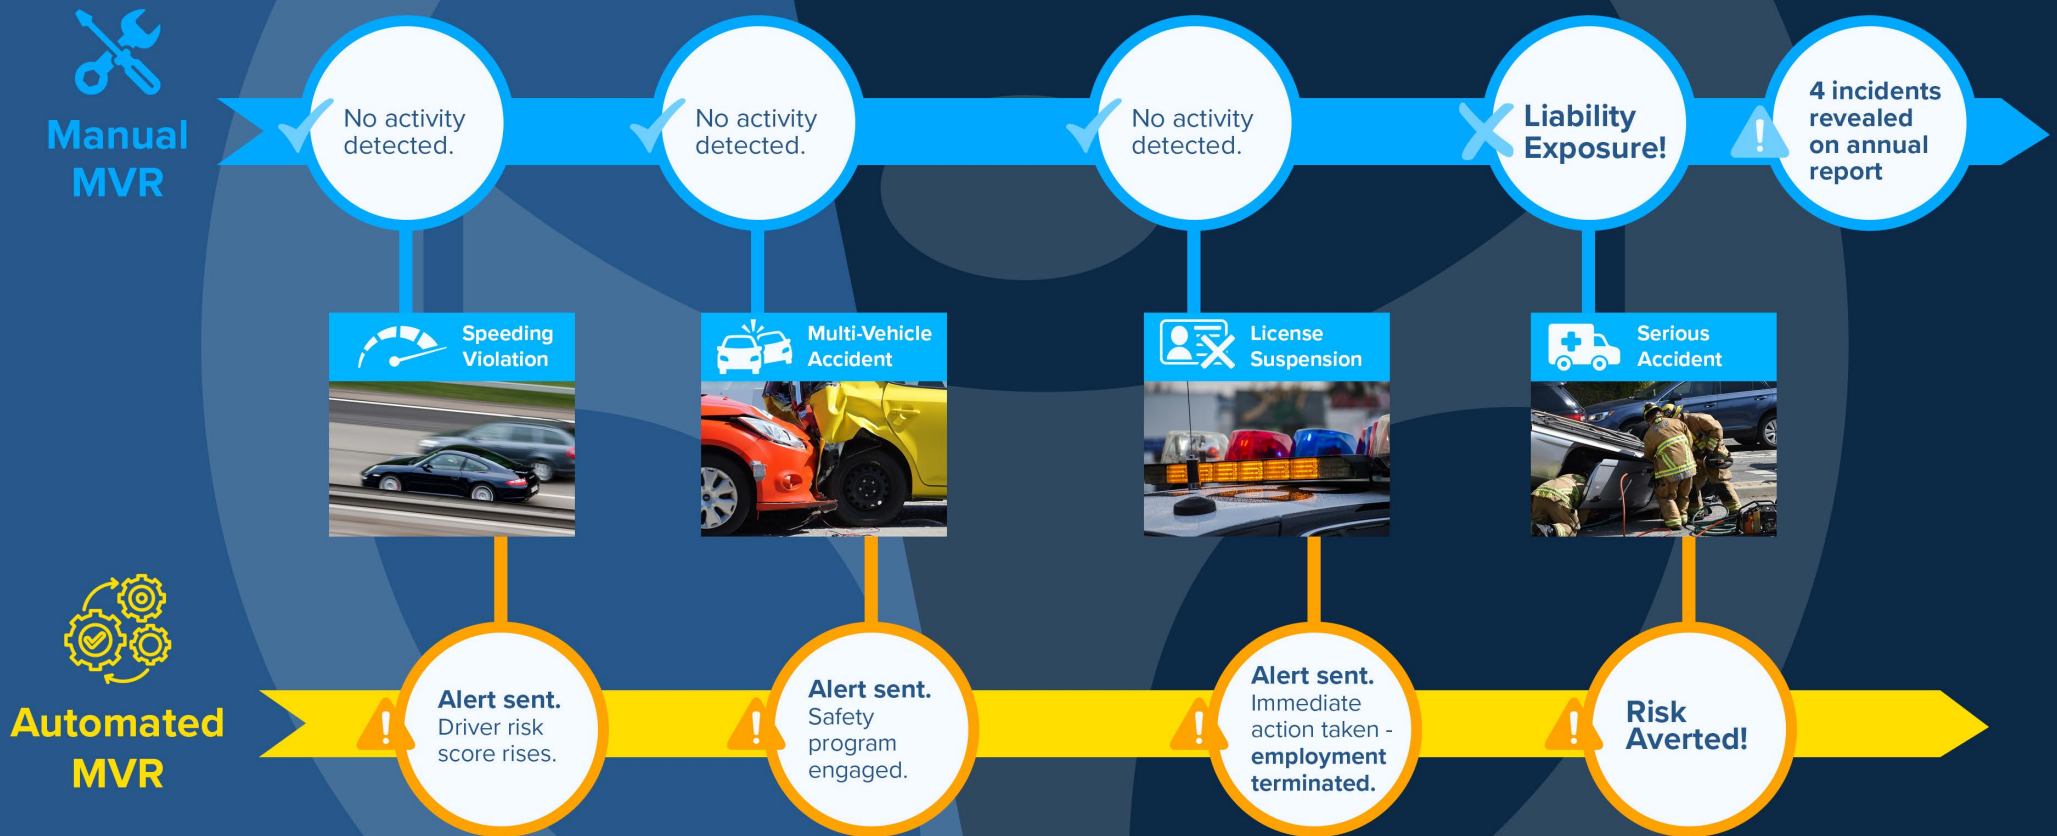 Manual
MVR
No activity
detected.
No activity
detected.
No activity
detected.
Liability
Exposure!
4 incidents
revealed
on annual
report
Speeding
Violation
Multi-Vehicle
Accident
License
Suspension
Serious
Accident
Automated
MVR
Alert sent.
Driver risk
score rises.
Alert sent.
Safety
program
engaged.
Alert sent.
Immediate
action taken -
employment
terminated.
Risk
Averted!